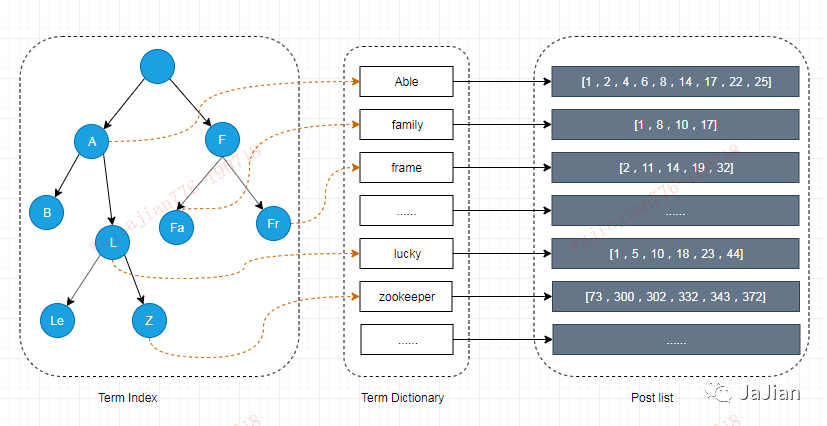 A
F
B
L
Fa
Fr
Le
Z
Term Index
Able
family
frame
......
lucky
zookeeper
......
Term Dictionary
[1 , 2 , 4 , 6 , 8 , 14 , 17 , 22 , 25]
[1 , 8 , 10 , 17]
[2 , 11 , 14 , 19 , 32]
......
[1 , 5 , 10 , 18 , 23 , 44]
[73 , 300 , 302 , 332 , 343 , 372]
......
Post list
JaJian